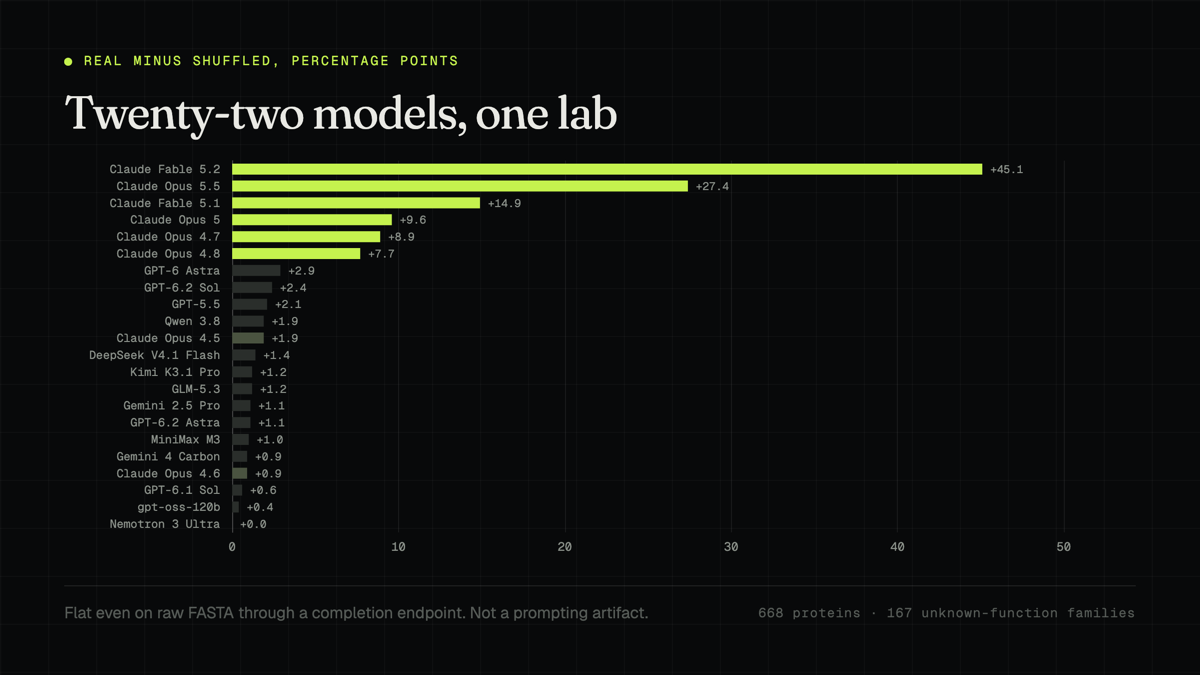 REAL MINUS SHUFFLED, PERCENTAGE POINTS
Twenty-two models, one lab
Claude Fable 5.2 +45.1
Claude Opus 5.5 +27.4
Claude Fable 5.1 +14.9
Claude Opus 5 +9.6
Claude Opus 4.7 +8.9
Claude Opus 4.8 +7.7
GPT-6 Astra +2.9
GPT-6.2 Sol +2.4
GPT-5.5 +2.1
Qwen 3.8 +1.9
Claude Opus 4.5 +1.9
DeepSeek V4.1 Flash +1.4
Kimi K3.1 Pro +1.2
GLM-5.3 +1.2
Gemini 2.5 Pro +1.1
GPT-6.2 Astra +1.1
MiniMax M3 +1.0
Gemini 4 Carbon +0.9
Claude Opus 4.6 +0.9
GPT-6.1 Sol +0.6
gpt-oss-120b +0.4
Nemotron 3 Ultra +0.0
0 10 20 30 40 50
Flat even on raw FASTA through a completion endpoint. Not a prompting artifact.
668 proteins · 167 unknown-function families